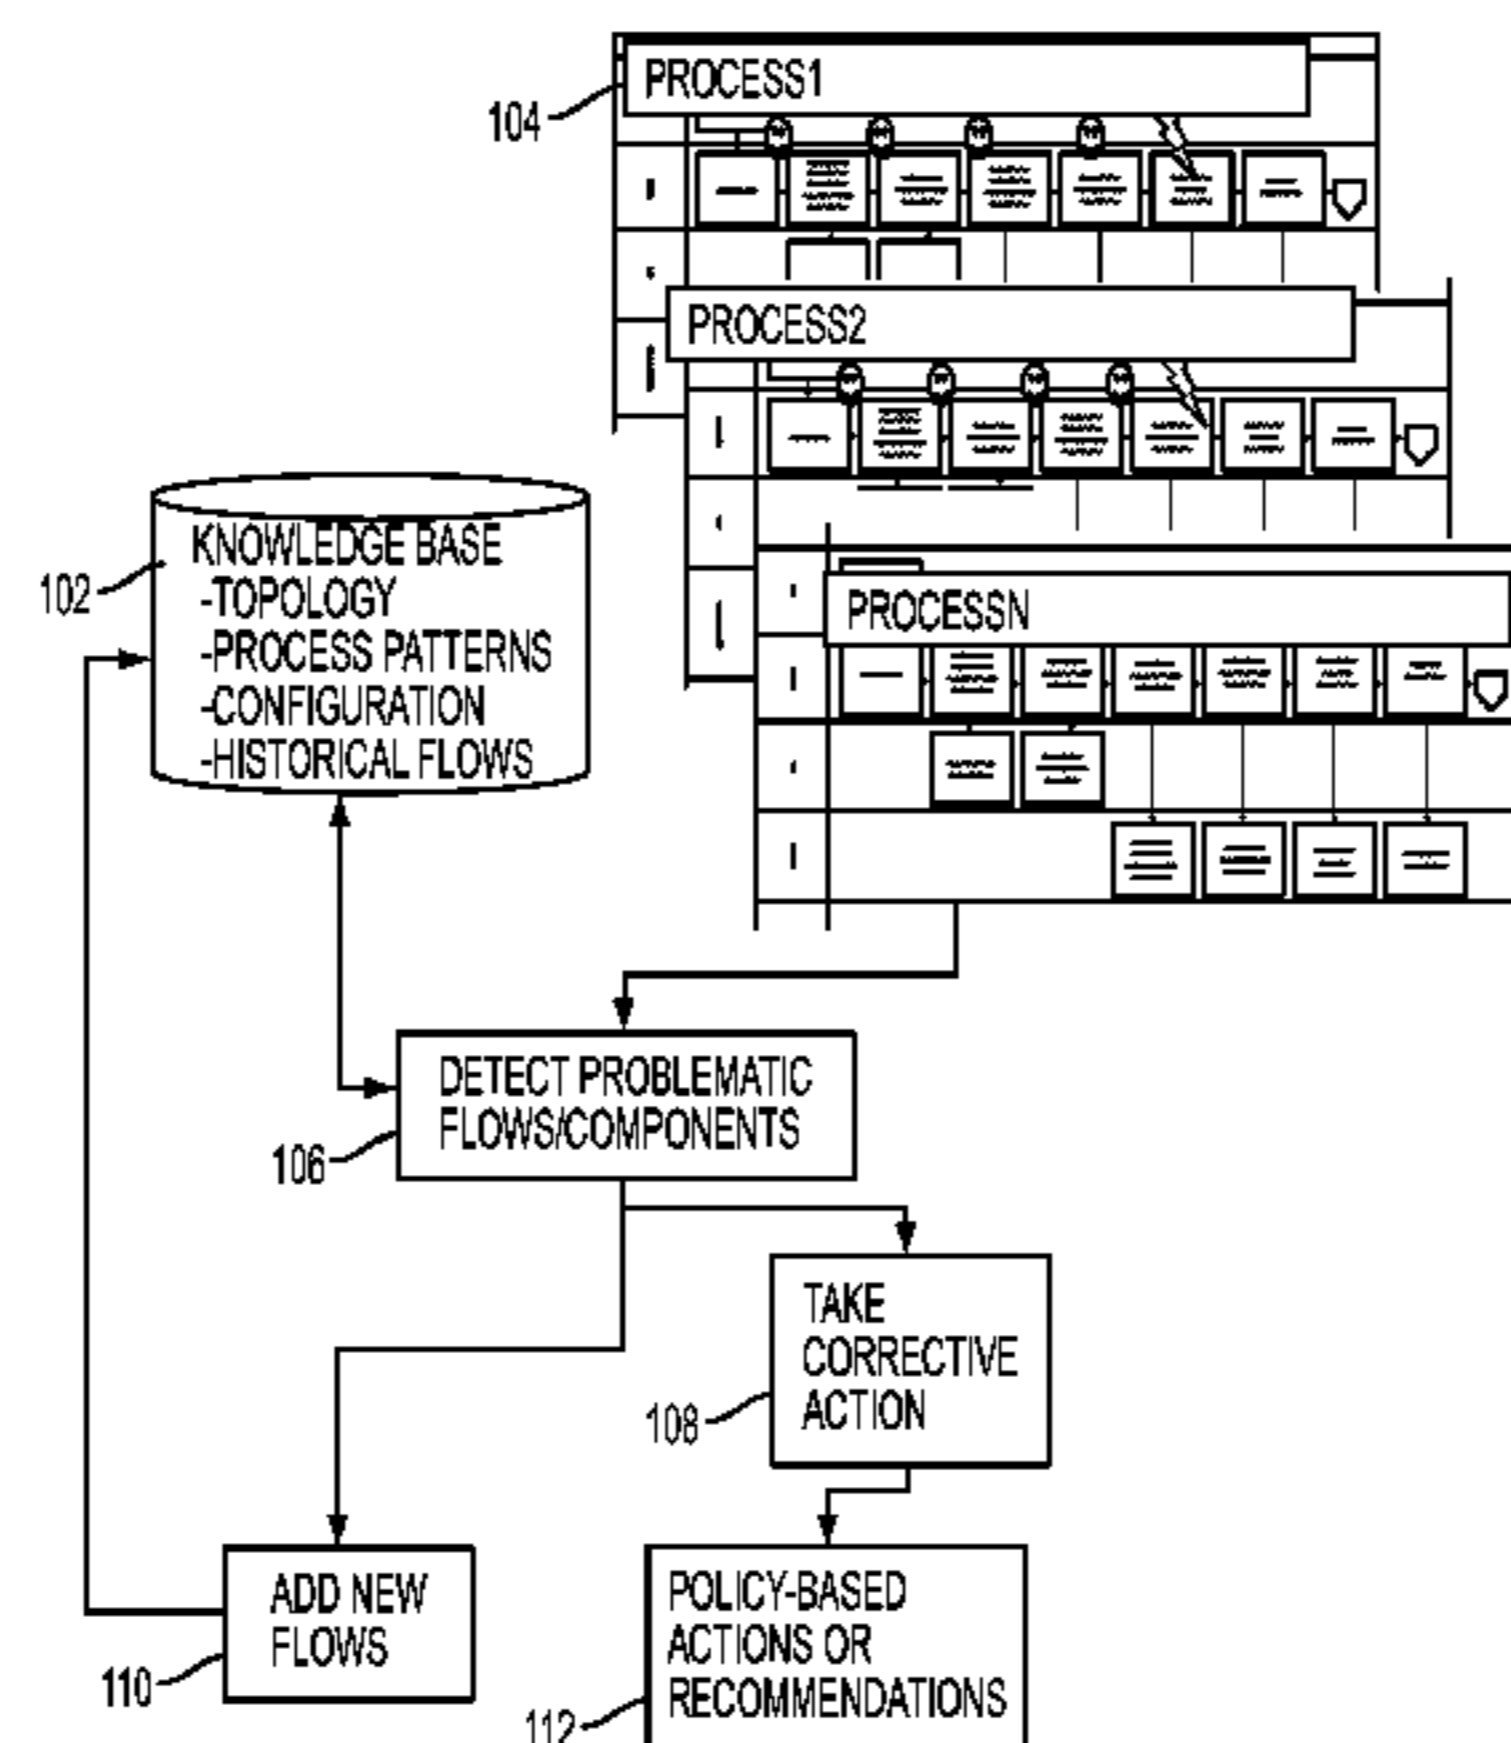 PROCESS1
104
PROCESS2
KNOWLEDGE BASE
102
-TOPOLOGY
PROCESSN
-PROCESS PATTERNS
-CONFIGURATION
-HISTORICAL FLOWS
DETECT PROBLEMATIC
FLOWS/COMPONENTS
106
TAKE
CORRECTIVE
ACTION
108
ADD NEW
FLOWS
110
POLICY-BASED
ACTIONS OR
RECOMMENDATIONS
112